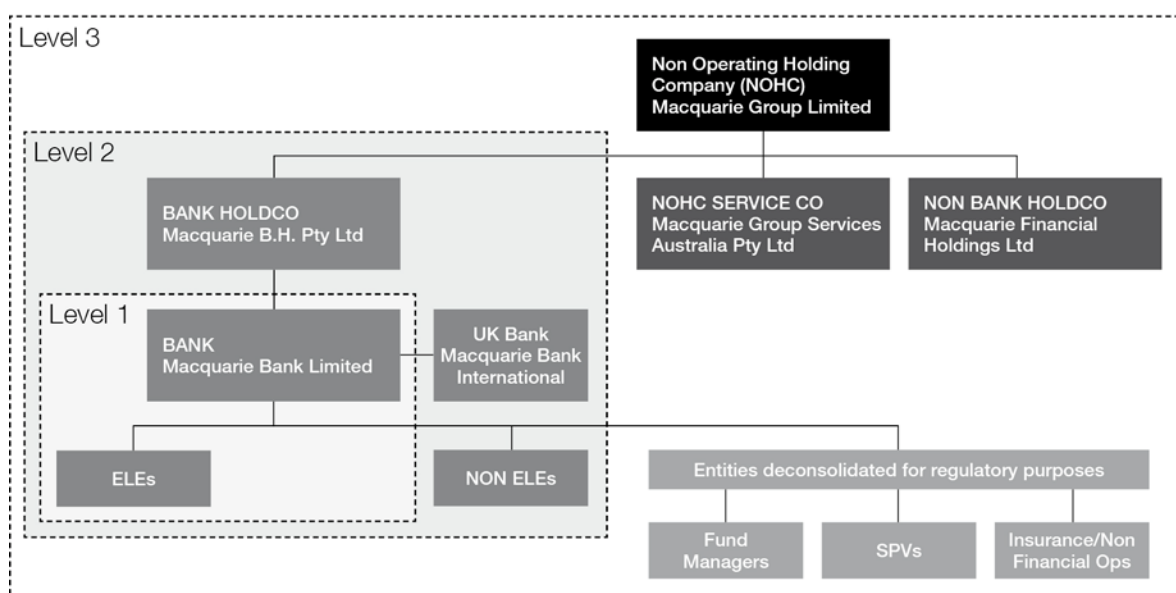 Level 3
Non Operating Holding
Company (NOHC)
Macquarie Group Limited
Level 2
BANK HOLDCO
Macquarie B.H. Pty Ltd
NOHC SERVICE CO
Macquarie Group Services
Australia Pty Ltd
NON BANK HOLDCO
Macquarie Financial
Holdings Ltd
Level 1
BANK
Macquarie Bank Limited
UK Bank
Macquarie Bank
International
ELEs
NON ELEs
Entities deconsolidated for regulatory purposes
Fund
Managers
SPVs
Insurance/Non
Financial Ops